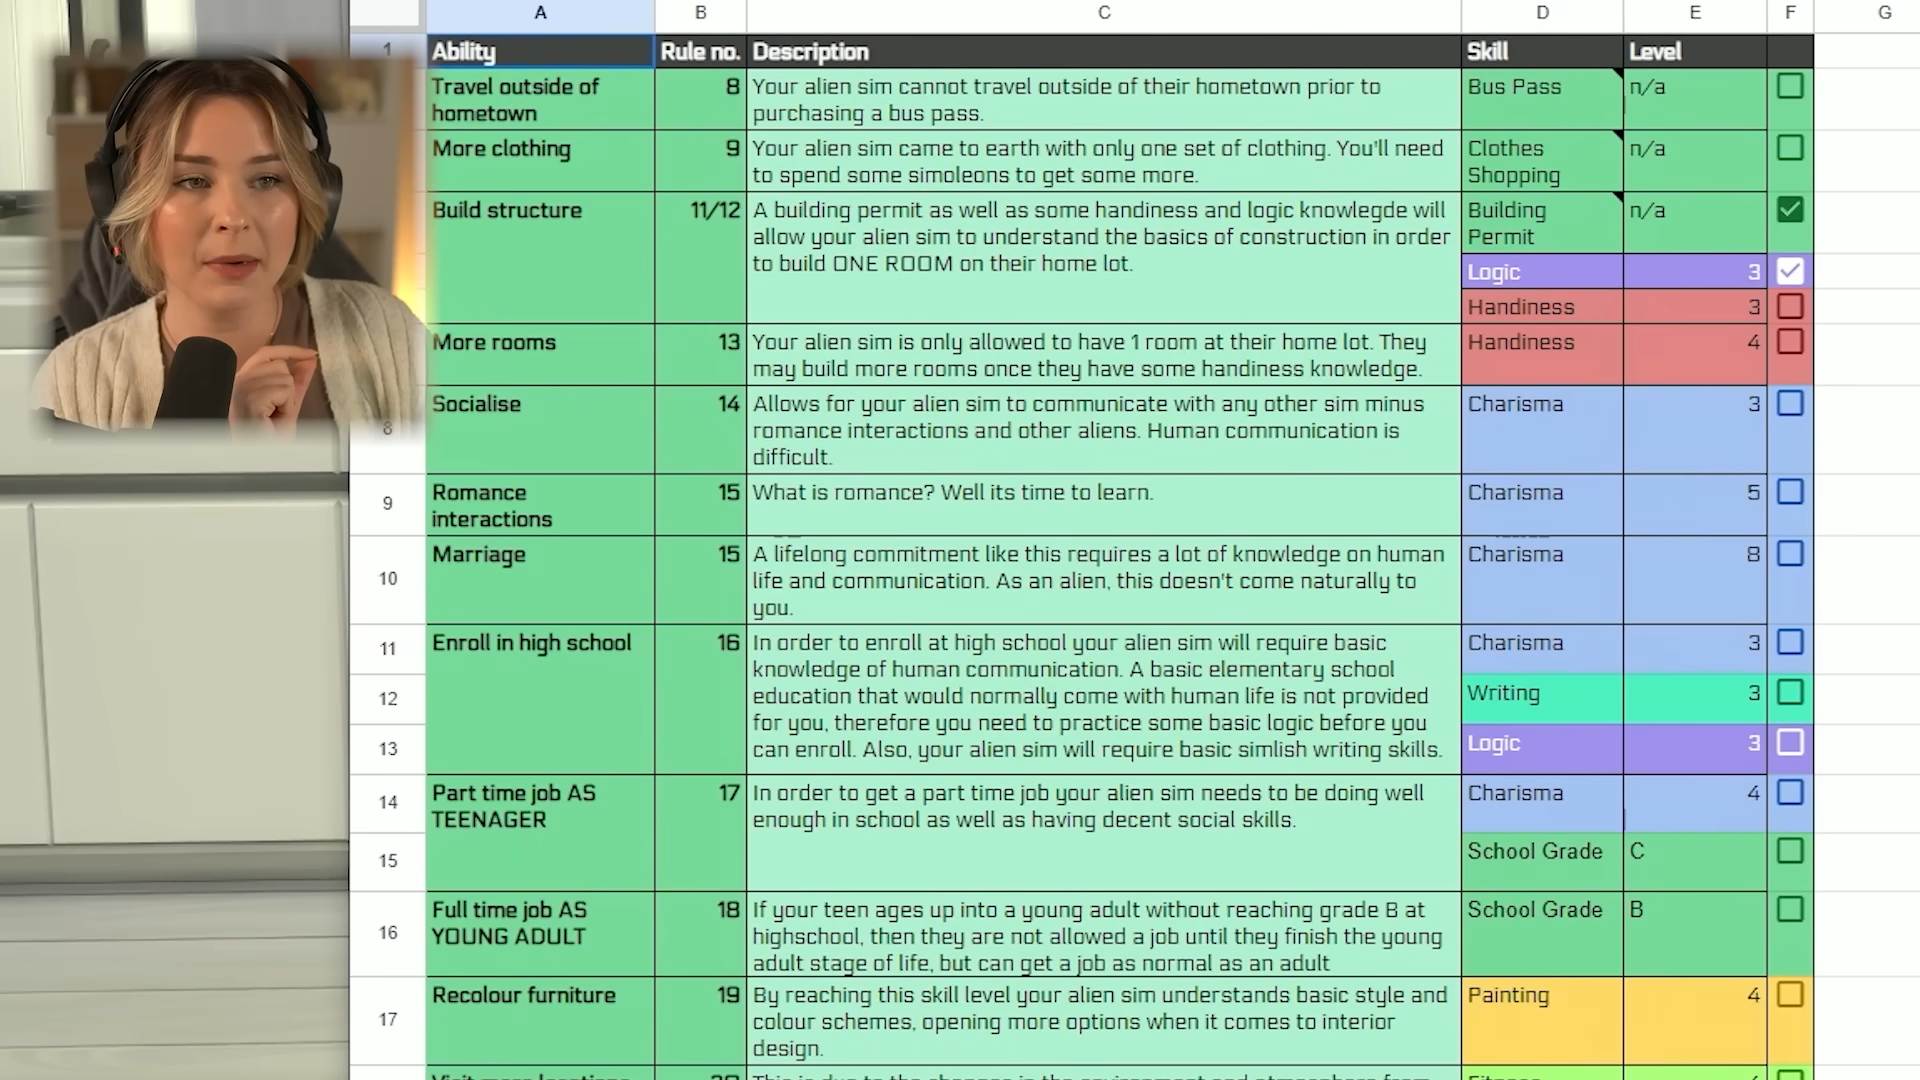 A B C D E F G
1 Ability Rule no. Description Skill Level
Travel outside of 8 Your alien sim cannot travel outside of their hometown prior to Bus Pass n/a
hometown purchasing a bus pass.
More clothing 9 Your alien sim came to earth with only one set of clothing. You'll need Clothes n/a
to spend some simoleons to get some more. Shopping
Build structure 11/12 A building permit as well as some handiness and logic knowlegde will Building n/a
allow your alien sim to understand the basics of construction in order Permit
to build ONE ROOM on their home lot.
Logic 3
Handiness 3
More rooms 13 Your alien sim is only allowed to have 1 room at their home lot. They Handiness 4
may build more rooms once they have some handiness knowledge.
Socialise 14 Allows for your alien sim to communicate with any other sim minus Charisma 3
8 romance interactions and other aliens. Human communication is
difficult.
9 Romance 15 What is romance? Well its time to learn. Charisma 5
interactions
Marriage 15 A lifelong commitment like this requires a lot of knowledge on human Charisma 8
10 life and communication. As an alien, this doesn't come naturally to
you.
11 Enroll in high school 16 In order to enroll at high school your alien sim will require basic Charisma 3
knowledge of human communication. A basic elementary school
12 education that would normally come with human life is not provided Writing 3
for you, therefore you need to practice some basic logic before you
13 can enroll. Also, your alien sim will require basic simlish writing skills. Logic 3
14 Part time job AS 17 In order to get a part time job your alien sim needs to be doing well Charisma 4
TEENAGER enough in school as well as having decent social skills.
15 School Grade C
Full time job AS 18 If your teen ages up into a young adult without reaching grade B at School Grade B
16 YOUNG ADULT highschool, then they are not allowed a job until they finish the young
adult stage of life, but can get a job as normal as an adult
Recolour furniture 19 By reaching this skill level your alien sim understands basic style and Painting 4
17 colour schemes, opening more options when it comes to interior
design.